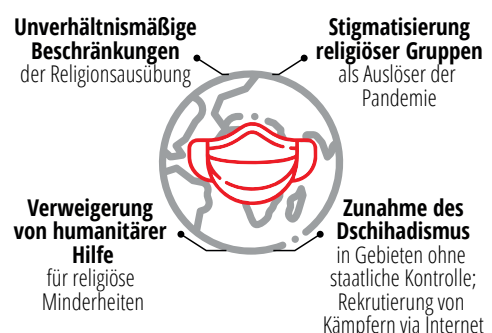 Unverhältnismäßige
Beschränkungen
der Religionsausübung
Stigmatisierung
religiöser Gruppen
als Auslöser der
Pandemie
Verweigerung
von humanitärer
Hilfe
für religiöse
Minderheiten
Zunahme des
Dschihadismus
in Gebieten ohne
staatliche Kontrolle;
Rekrutierung von
Kämpfern via Internet